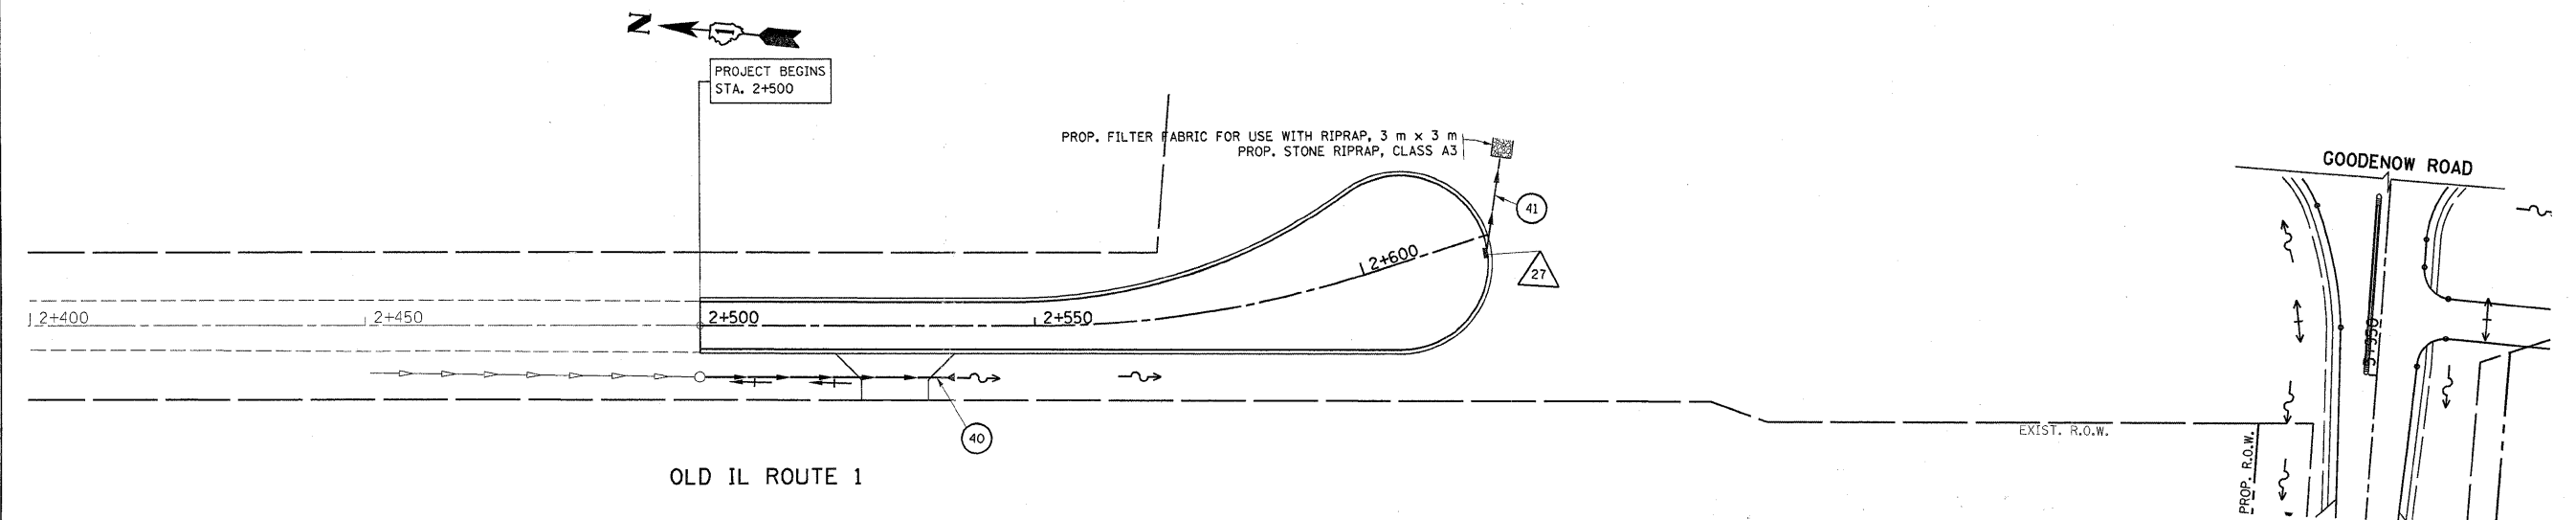 N
1
PROJECT BEGINS
STA. 2+500
PROP. FILTER FABRIC FOR USE WITH RIPRAP, 3 m x 3 m
PROP. STONE RIPRAP, CLASS A3
GOODENOW ROAD
41
27
2+600
2+400
2+450
2+500
2+550
40
EXIST. R.O.W.
PROP. R.O.W.
OLD IL ROUTE 1